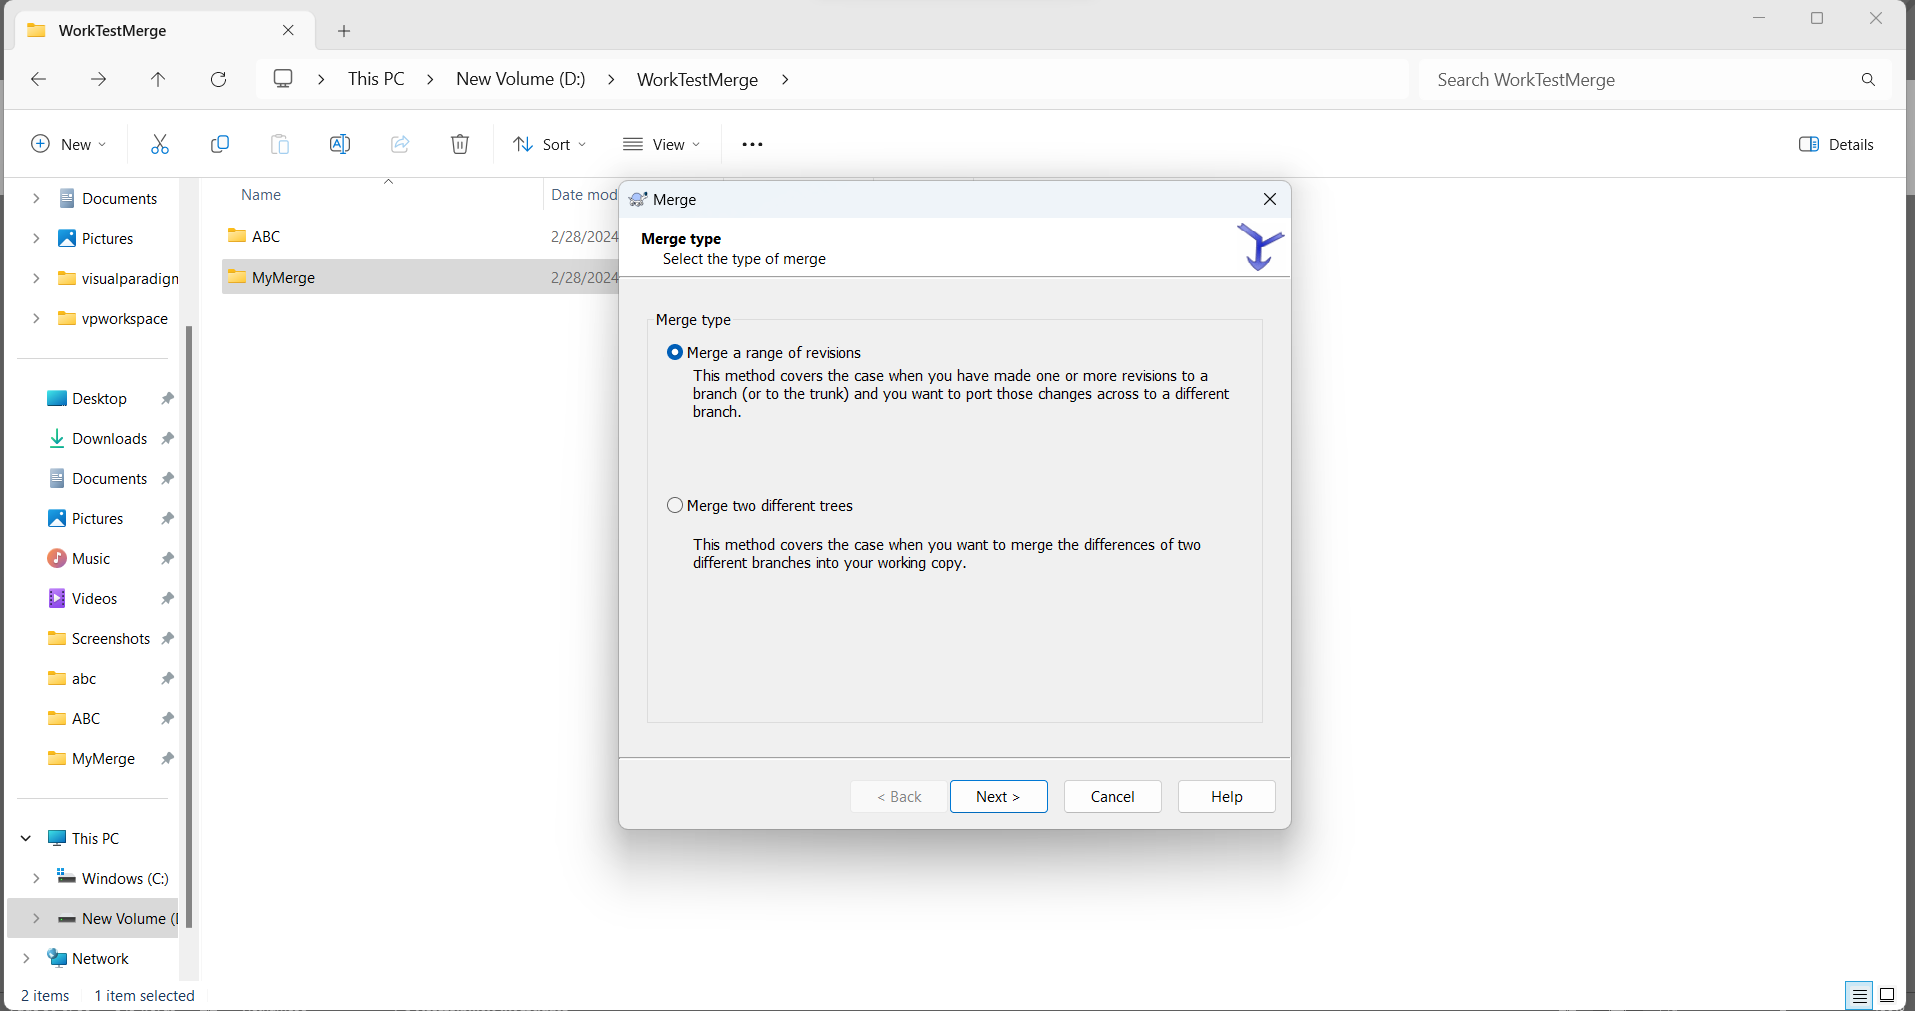 WorkTestMerge
This PC
New Volume (D:)
WorkTestMerge
Search WorkTestMerge
New
Sort
View
Details
Documents
Pictures
visualparadigm
vpworkspace
Desktop
Downloads
Documents
Pictures
Music
Videos
Screenshots
abc
ABC
MyMerge
This PC
Windows (C:)
New Volume (
Network
Name
Date mod
ABC
2/28/2024
MyMerge
2/28/2024
Merge
Merge type
Select the type of merge
Merge type
Merge a range of revisions
This method covers the case when you have made one or more revisions to a
branch (or to the trunk) and you want to port those changes across to a different
branch.
Merge two different trees
This method covers the case when you want to merge the differences of two
different branches into your working copy.
< Back
Next >
Cancel
Help
2 items
1 item selected